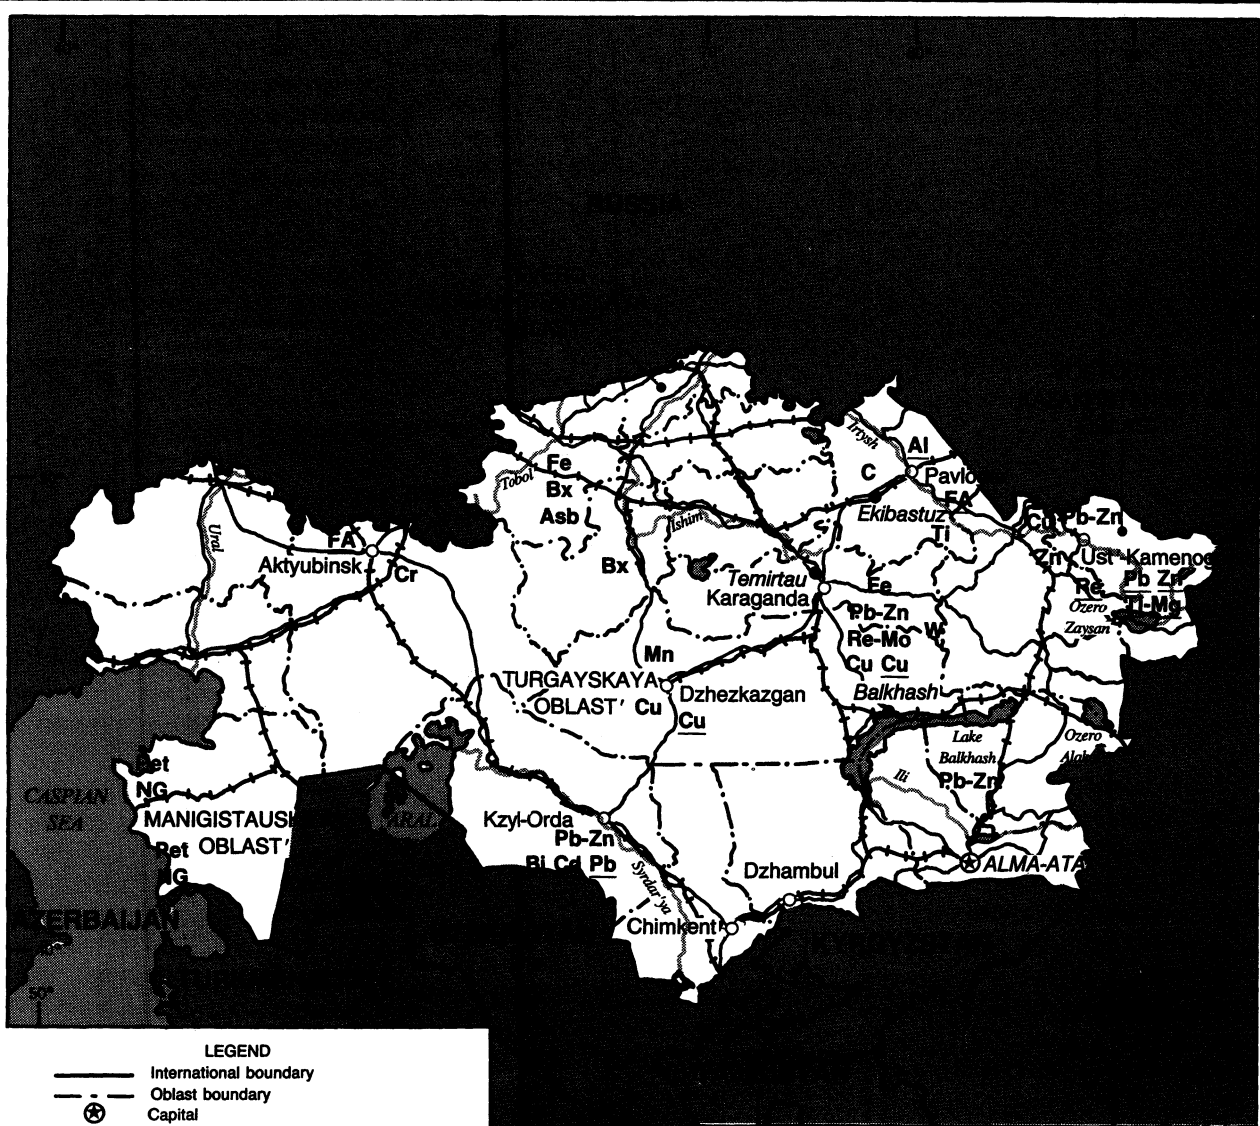 RUSSIA
Irtysh
Al
C
Pavlo
Fe
Tobol
Bx
FA
Asb
Ishim
Ekibastuz
Cu
Pb-Zn
Ural
FA
Ti
Aktyubinsk
Bx
Zn
Ust-Kamenog
Cr
Temirtau
Fe
Re
Pb Zn
Karaganda
Ozero
Ti-Mg
Pb-Zn
Zaysan
Re-Mo
W
Mn
Cu Cu
TURGAYSKAYA
Dzhezkazgan
Balkhash
OBLAST'
Cu
Cu
Lake
Balkhash
Ozero
Pet
Ili
Pb-Zn
NG
CASPIAN
SEA
MANIGISTAUSK
ARAL
Kzyl-Orda
Pet
OBLAST'
Pb-Zn
NG
Bi Cd Pb
Syrdar'ya
Dzhambul
ALMA-ATA
AZERBAIJAN
Chimkent
50°
LEGEND
International boundary
Oblast boundary
Capital